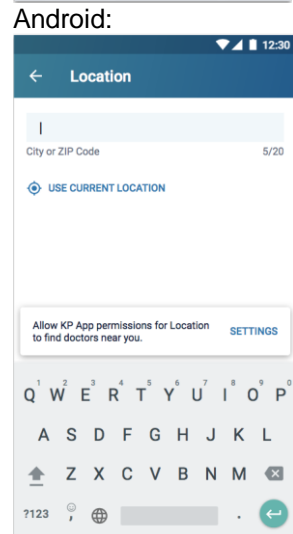 Android:
12:30
Location
City or ZIP Code 5/20
USE CURRENT LOCATION
Allow KP App permissions for Location
to find doctors near you.
SETTINGS
1 2 3 4 5 6 7 8 9 0
Q W E R T Y U I O P
A S D F G H J K L
Z X C V B N M
?123 , .